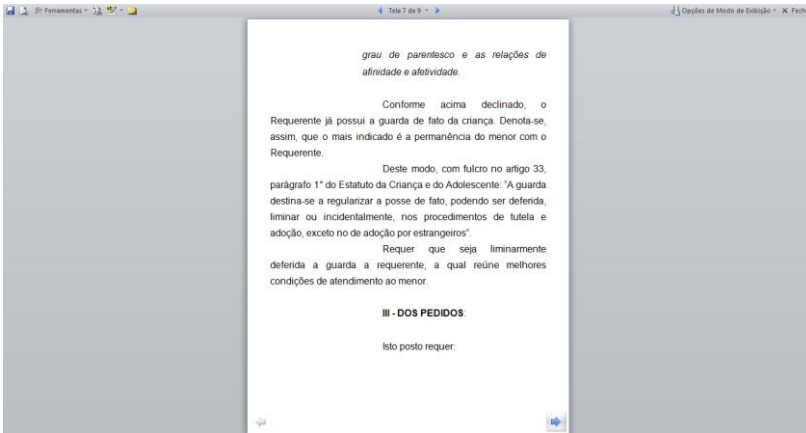 Ferramentas
Tela 7 de 9
Opções de Modo de Exibição
Fech
grau de parentesco e as relações de
afinidade e afetividade.
Conforme acima declinado, o
Requerente já possui a guarda de fato da criança. Denota-se,
assim, que o mais indicado é a permanência do menor com o
Requerente.
Deste modo, com fulcro no artigo 33,
parágrafo 1° do Estatuto da Criança e do Adolescente: "A guarda
destina-se a regularizar a posse de fato, podendo ser deferida,
liminar ou incidentalmente, nos procedimentos de tutela e
adoção, exceto no de adoção por estrangeiros".
Requer que seja liminarmente
deferida a guarda a requerente, a qual reúne melhores
condições de atendimento ao menor.
III - DOS PEDIDOS:
Isto posto requer: